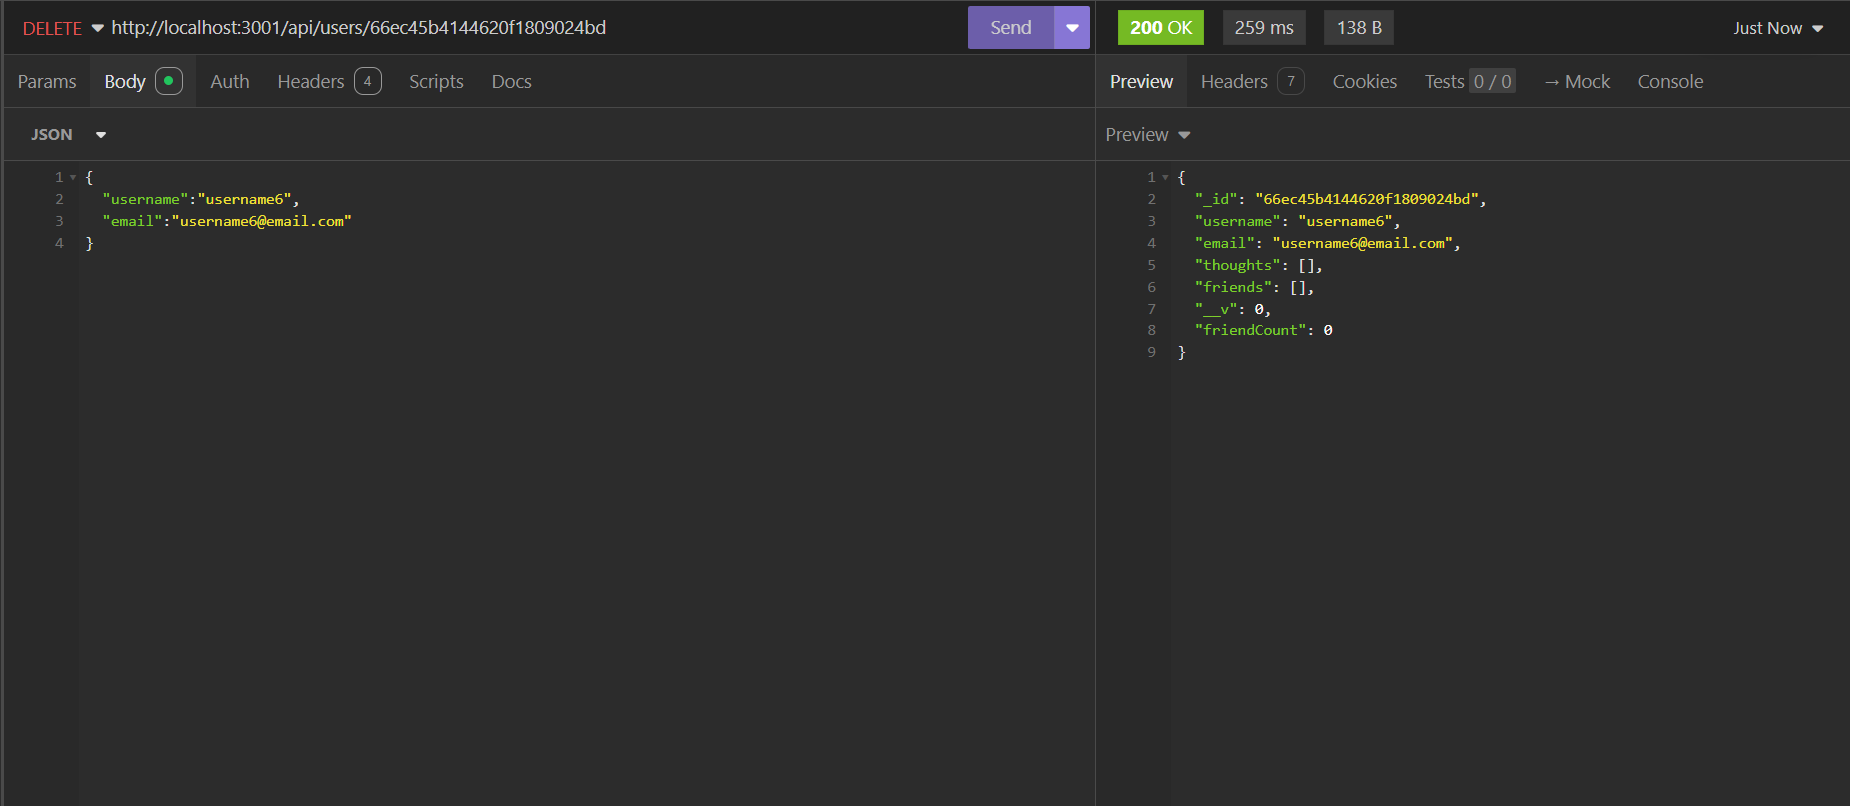 DELETE http://localhost:3001/api/users/66ec45b4144620f1809024bd Send
200 OK 259 ms 138 B Just Now
Params Body Auth Headers 4 Scripts Docs
Preview Headers 7 Cookies Tests 0 / 0 → Mock Console
JSON
Preview
1 {
2 "username":"username6",
3 "email":"username6@email.com"
4 }
1 {
2 "_id": "66ec45b4144620f1809024bd",
3 "username": "username6",
4 "email": "username6@email.com",
5 "thoughts": [],
6 "friends": [],
7 "__v": 0,
8 "friendCount": 0
9 }